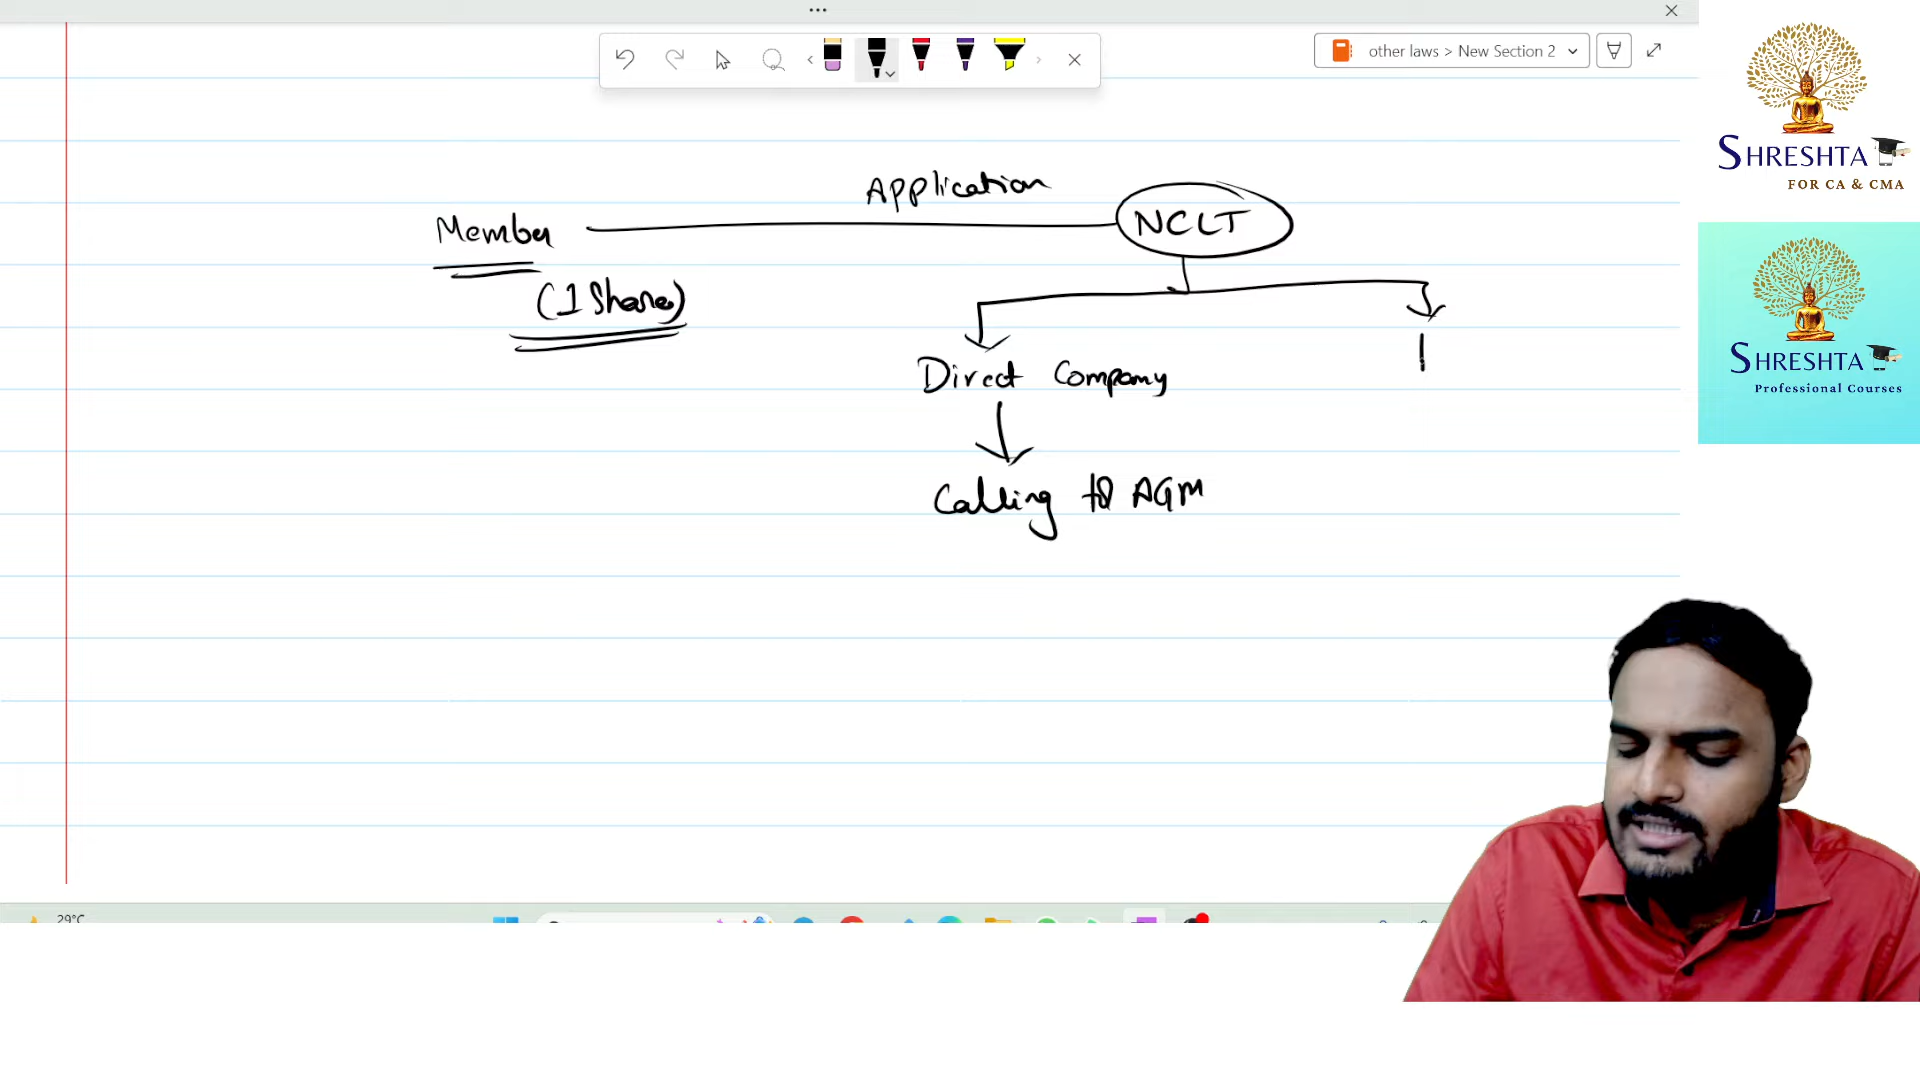 other laws > New Section 2
SHRESHTA
FOR CA & CMA
Application
Member
NCLT
(1 Share)
SHRESHTA
Professional Courses
Direct Company
Calling to AGM
29°C